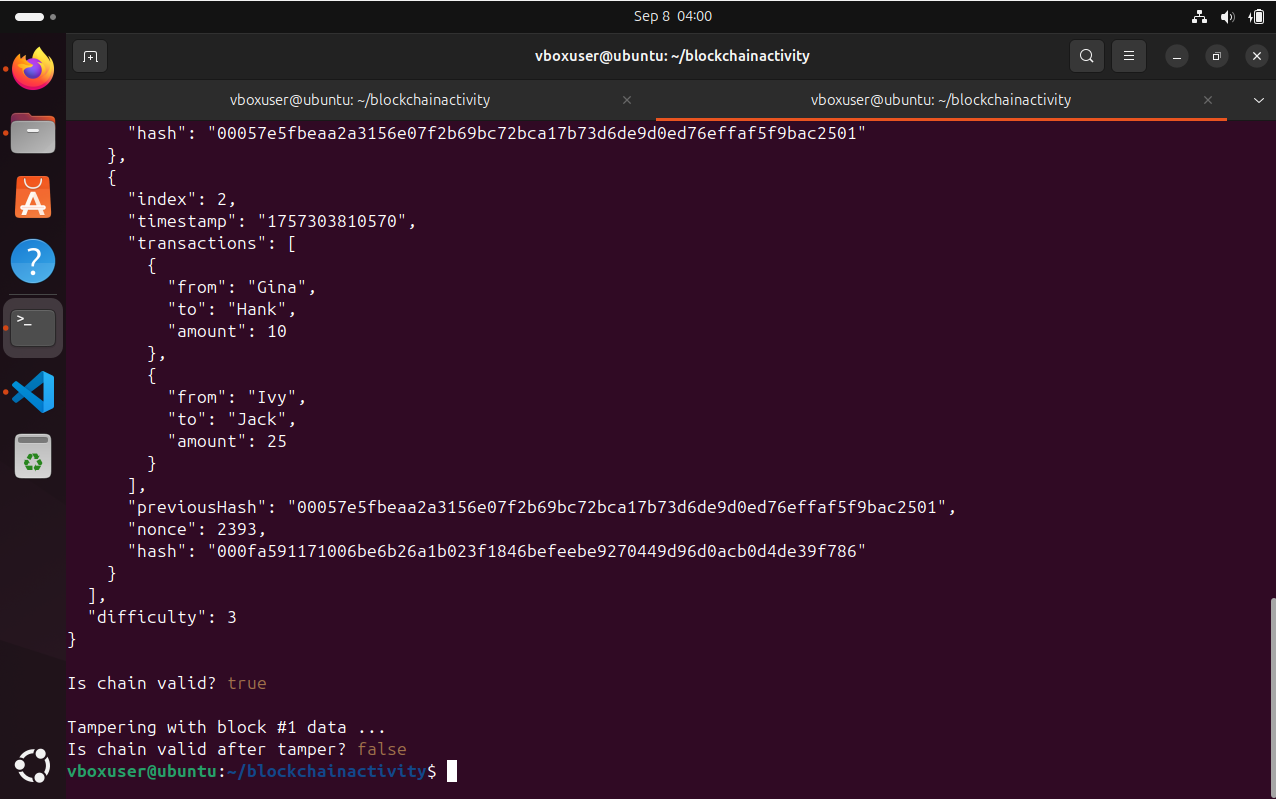 Sep 8 04:00
vboxuser@ubuntu: ~/blockchainactivity
vboxuser@ubuntu: ~/blockchainactivity
vboxuser@ubuntu: ~/blockchainactivity
"hash": "00057e5fbeaa2a3156e07f2b69bc72bca17b73d6de9d0ed76effaf5f9bac2501"
},
{
"index": 2,
"timestamp": "1757303810570",
"transactions": [
{
"from": "Gina",
"to": "Hank",
"amount": 10
},
{
"from": "Ivy",
"to": "Jack",
"amount": 25
}
],
"previousHash": "00057e5fbeaa2a3156e07f2b69bc72bca17b73d6de9d0ed76effaf5f9bac2501",
"nonce": 2393,
"hash": "000fa591171006be6b26a1b023f1846befeebe9270449d96d0acb0d4de39f786"
}
],
"difficulty": 3
}
Is chain valid? true
Tampering with block #1 data ...
Is chain valid after tamper? false
vboxuser@ubuntu:~/blockchainactivity$